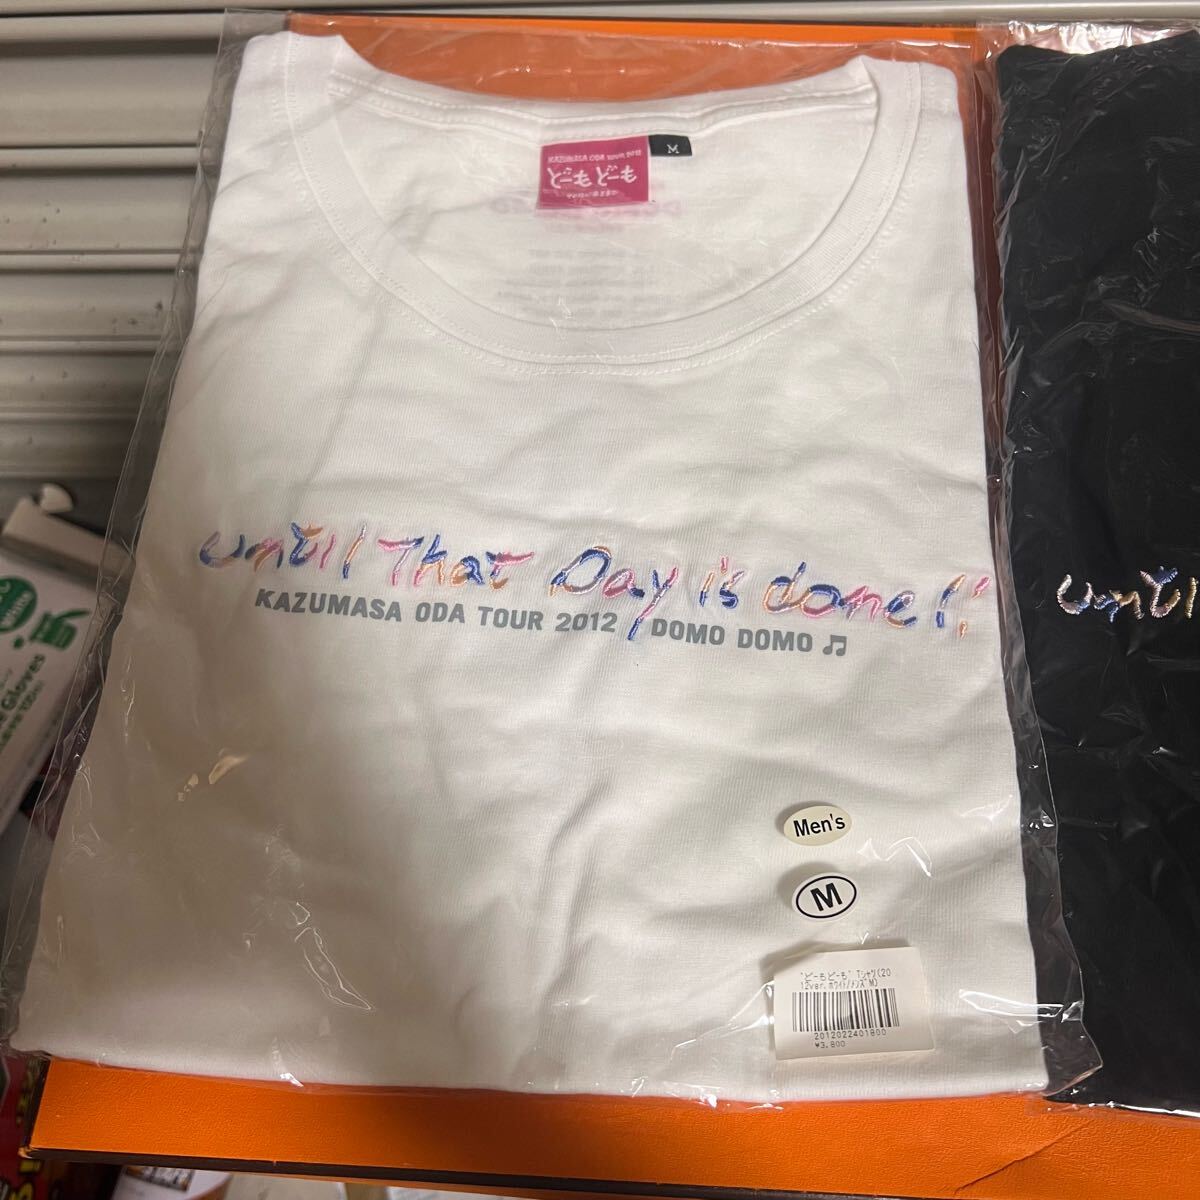 KAZUMASA ODA TOUR 2012
どーもどーも
M
until That Day is done!!
KAZUMASA ODA TOUR 2012 / DOMO DOMO ♫
until
Men's
M
"どーもどーも" Tシャツ(20
12ver.ホワイト/メンズ M)
2012022401800
¥3,800
Gloves